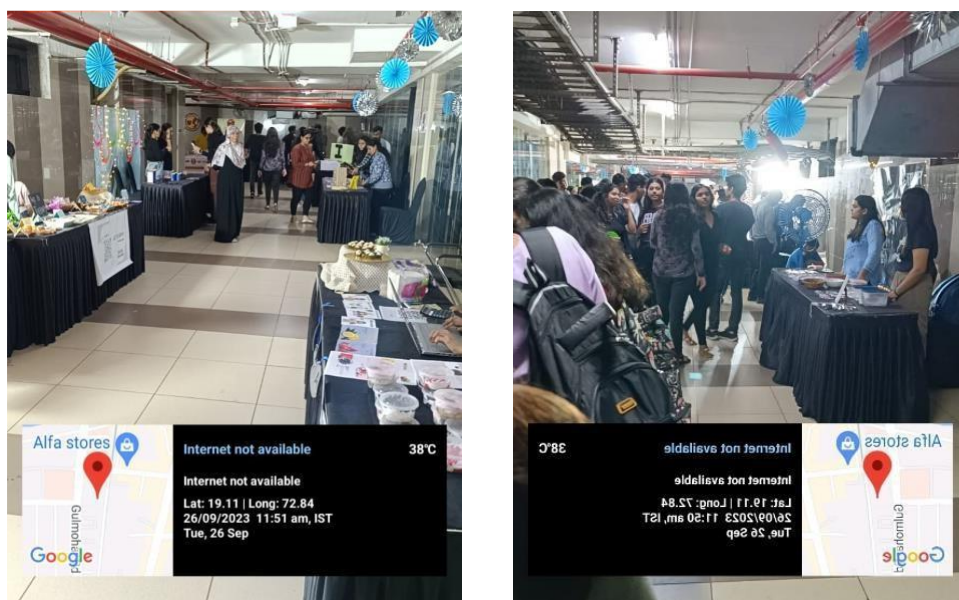 Alfa stores
Gulmohar
Google
Internet not available
38°C
Internet not available
Lat: 19.11 | Long: 72.84
26/09/2023 11:51 am, IST
Tue, 26 Sep
Internet not available
38°C
Internet not available
Lat: 19.11 | Long: 72.84
26/09/2023 11:50 am, IST
Tue, 26 Sep
Alfa stores
Gulmohar
Google